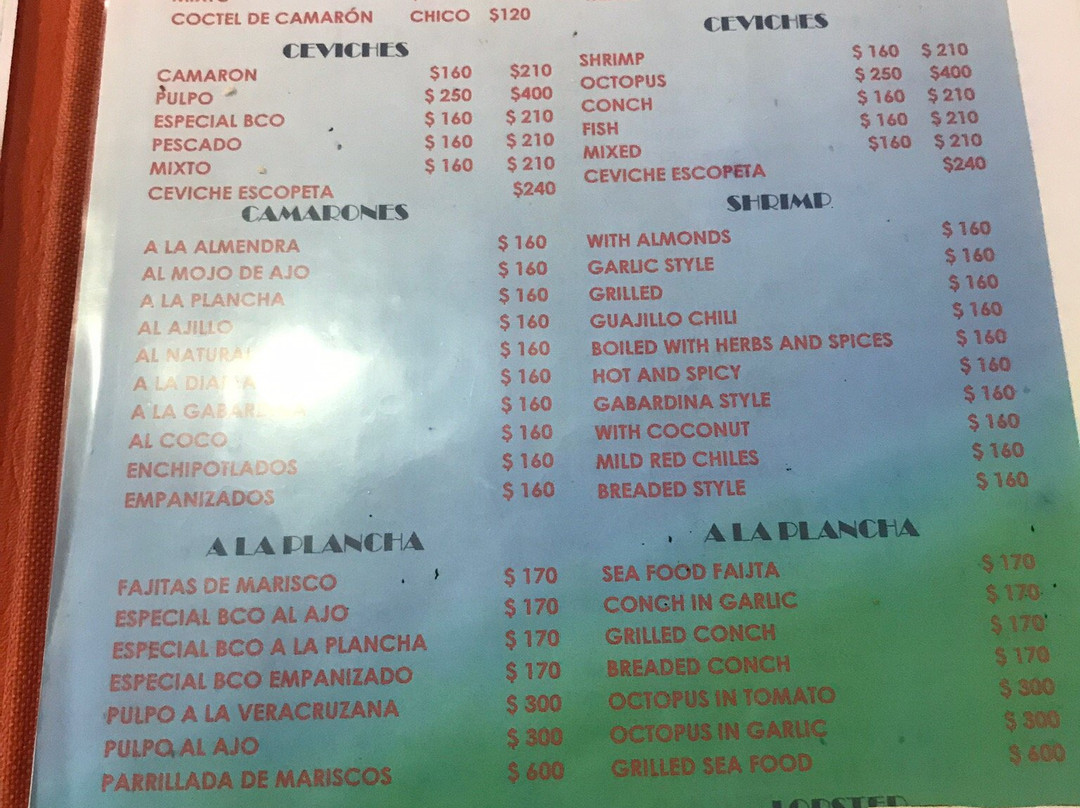 COCTEL DE CAMARÓN CHICO $120
CEVICHES
CAMARON $160 $210
PULPO $ 250 $400
ESPECIAL BCO $ 160 $ 210
PESCADO $ 160 $ 210
MIXTO $ 160 $ 210
CEVICHE ESCOPETA $240
CAMARONES
A LA ALMENDRA $ 160
AL MOJO DE AJO $ 160
A LA PLANCHA $ 160
AL AJILLO $ 160
AL $ 160
A LA $ 160
A LA $ 160
AL COCO $ 160
ENCHIPOTLADOS $ 160
EMPANIZADOS $ 160
A LA PLANCHA
FAJITAS DE MARISCO $ 170
ESPECIAL BCO AL AJO $ 170
ESPECIAL BCO A LA PLANCHA $ 170
ESPECIAL BCO EMPANIZADO $ 170
PULPO A LA VERACRUZANA $ 300
PULPO AL AJO $ 300
PARRILLADA DE MARISCOS $ 600
CEVICHES
SHRIMP $ 160 $ 210
OCTOPUS $ 250 $400
CONCH $ 160 $ 210
FISH $ 160 $ 210
MIXED $160 $ 210
CEVICHE ESCOPETA $240
SHRIMP
WITH ALMONDS $ 160
GARLIC STYLE $ 160
GRILLED $ 160
GUAJILLO CHILI $ 160
BOILED WITH HERBS AND SPICES $ 160
HOT AND SPICY $ 160
GABARDINA STYLE $ 160
WITH COCONUT $ 160
MILD RED CHILES $ 160
BREADED STYLE $ 160
A LA PLANCHA
SEA FOOD FAIJTA $ 170
CONCH IN GARLIC $ 170
GRILLED CONCH $ 170
BREADED CONCH $ 170
OCTOPUS IN TOMATO $ 300
OCTOPUS IN GARLIC $ 300
GRILLED SEA FOOD $ 600
LOBSTER